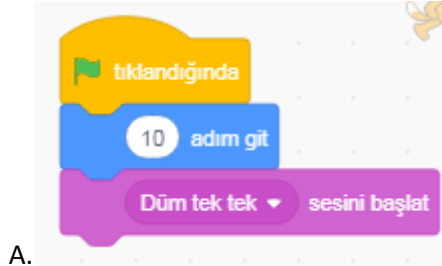 tıklandığında
10 adım git
Düm tek tek sesini başlat
A.